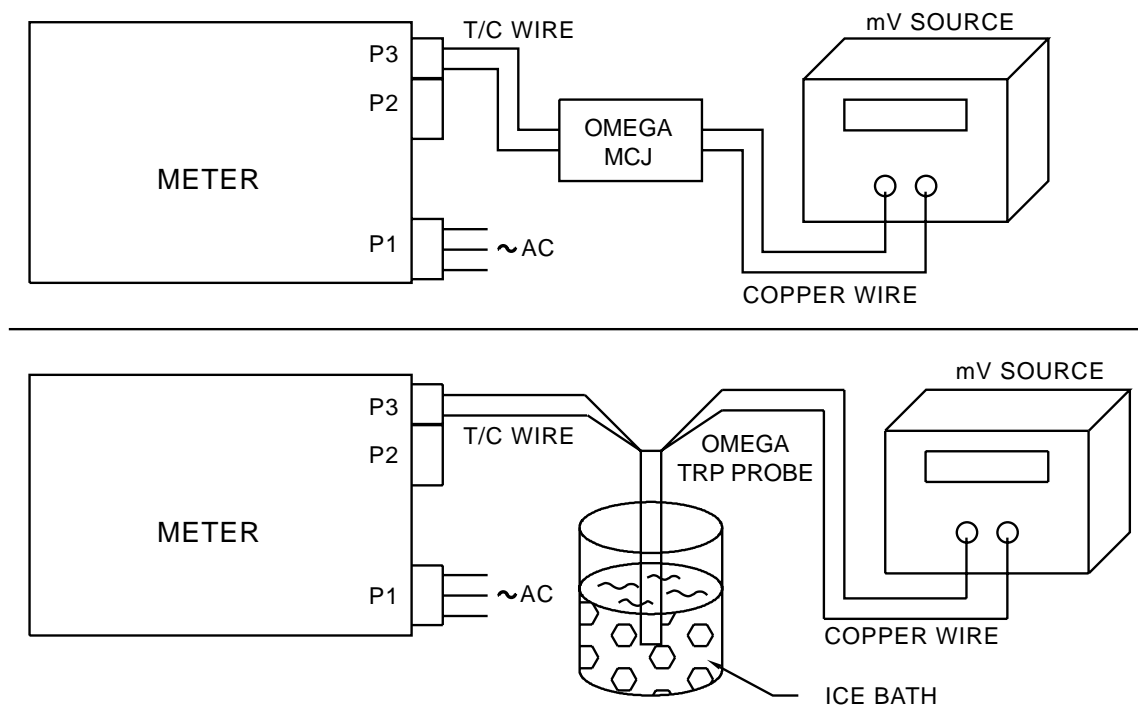 T/C WIRE
mV SOURCE
P3
P2
OMEGA
MCJ
METER
P1
~AC
COPPER WIRE
mV SOURCE
P3
T/C WIRE
OMEGA
TRP PROBE
P2
METER
P1
~AC
COPPER WIRE
ICE BATH